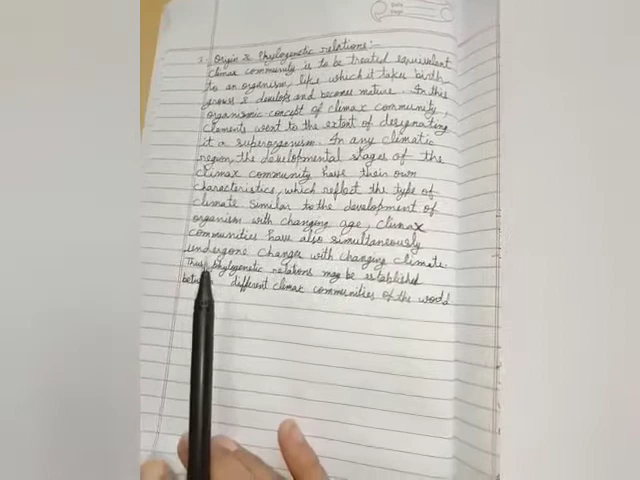 Date
Page
2. Origin & Phylogenetic relations:-
climax community is to be treated equivalent
to an organism, like which it takes birth,
grows & develops and becomes mature. In this
organismic concept of climax community,
Clements went to the extent of designating
it a superorganism. In any climatic
region, the developmental stages of the
climax community have their own
characteristics, which reflect the type of
climate similar to the development of
organism with changing age, climax
communities have also simultaneously
undergone changes with changing climate.
Thus phylogenetic relations may be established
different climax communities of the world